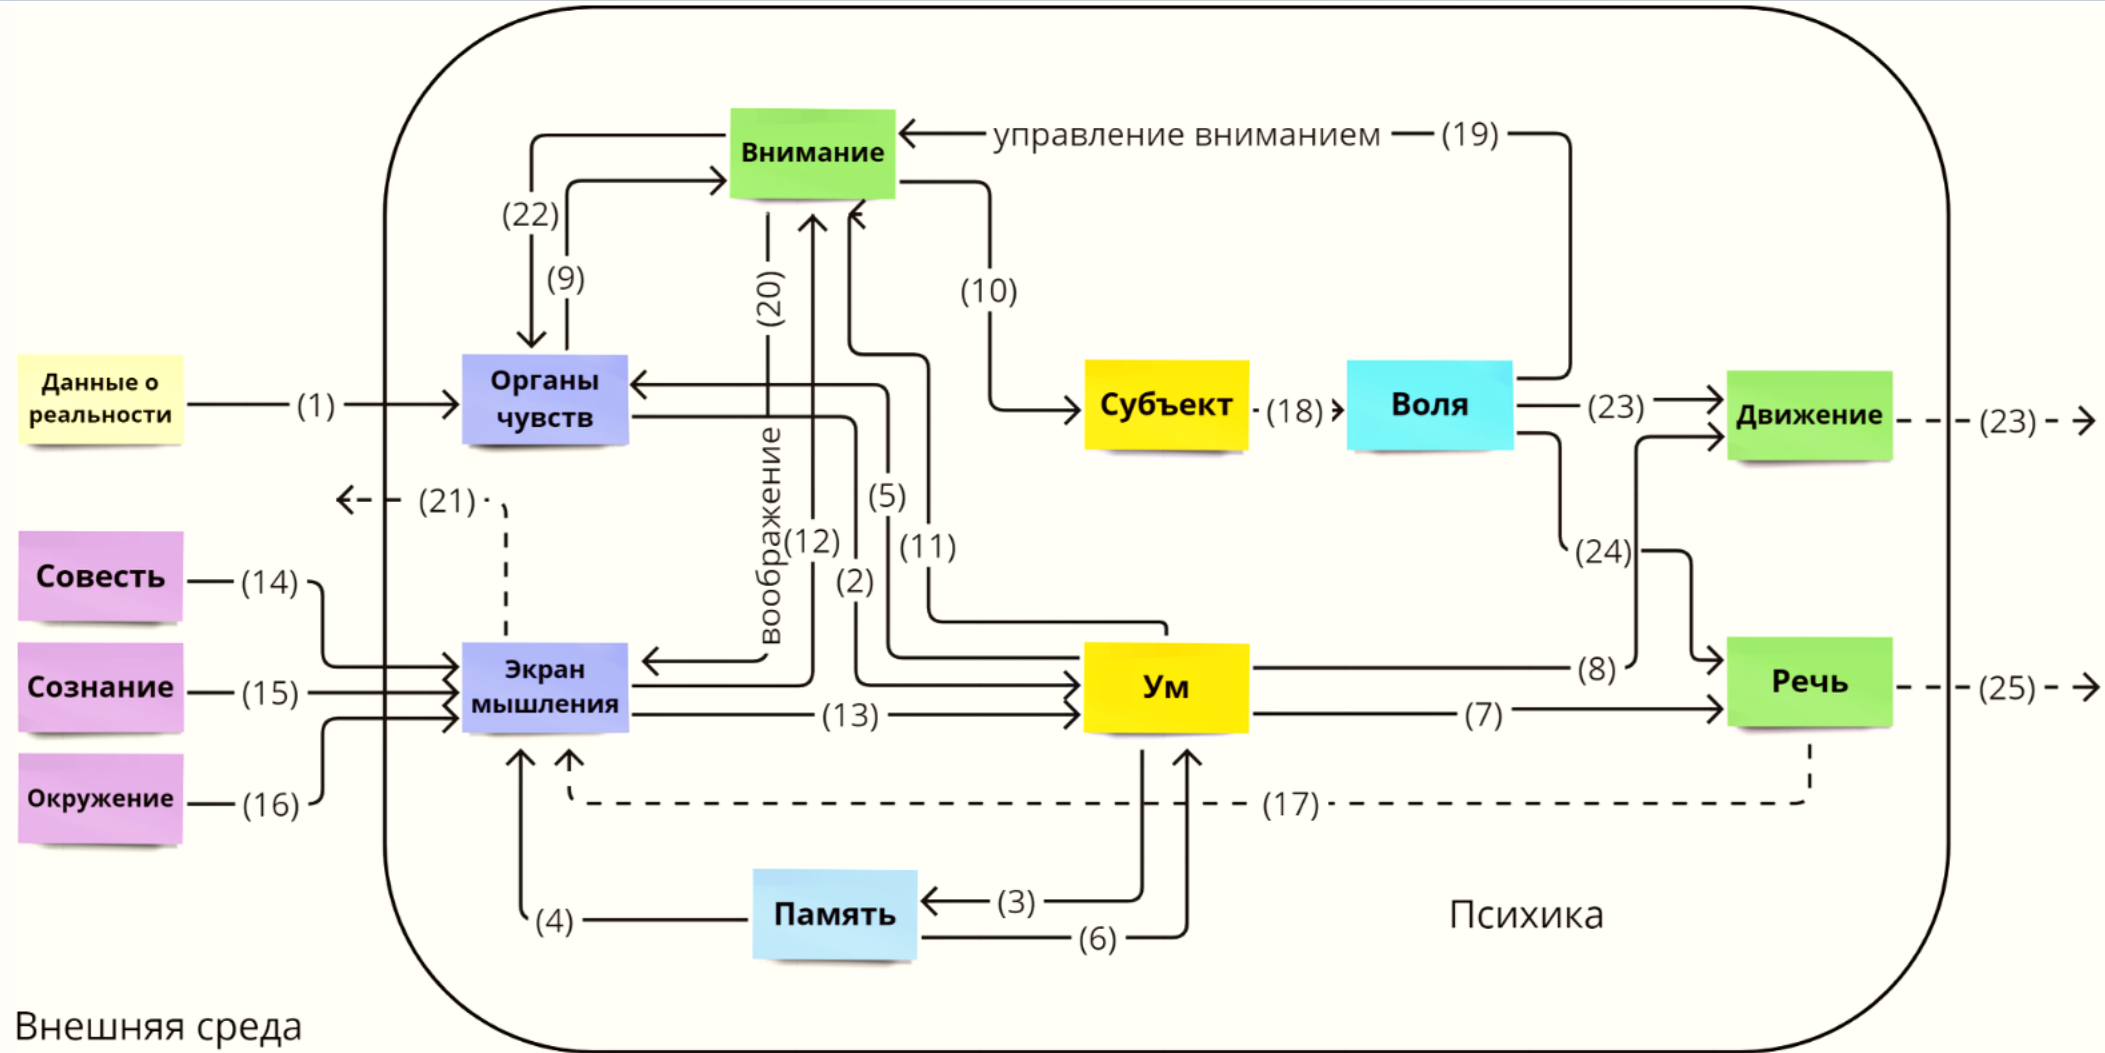 Внимание
управление вниманием
(19)
(22)
(9)
(20)
(10)
Данные о
реальности
(1)
Органы
чувств
Субъект
(18)
Воля
(23)
Движение
(23)
(21)
воображение
(5)
(12)
(11)
(2)
(24)
Совесть
(14)
Сознание
(15)
Окружение
(16)
Экран
мышления
(13)
Ум
(8)
(7)
Речь
(25)
(17)
(4)
Память
(3)
(6)
Психика
Внешняя среда